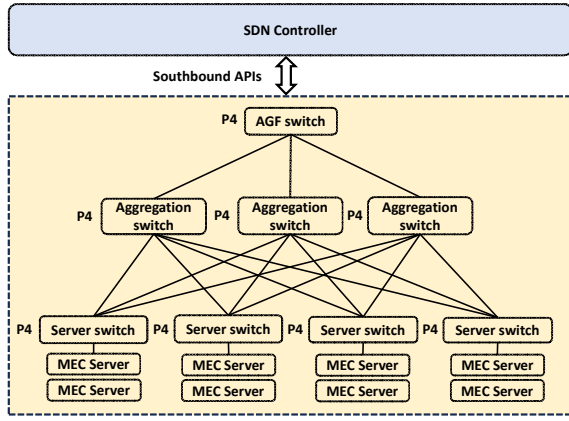 SDN Controller
Southbound APIs
P4 AGF switch
P4 Aggregation switch P4 Aggregation switch P4 Aggregation switch
P4 Server switch P4 Server switch P4 Server switch P4 Server switch
MEC Server MEC Server MEC Server MEC Server
MEC Server MEC Server MEC Server MEC Server